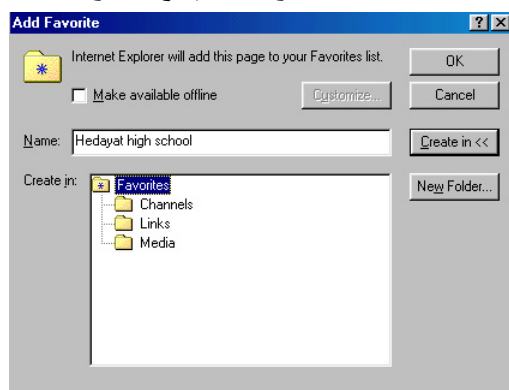 Add Favorite
Internet Explorer will add this page to your Favorites list.
OK
Make available offline
Customize...
Cancel
Name: Hedayat high school
Create in <<
Create in:
Favorites
New Folder...
Channels
Links
Media